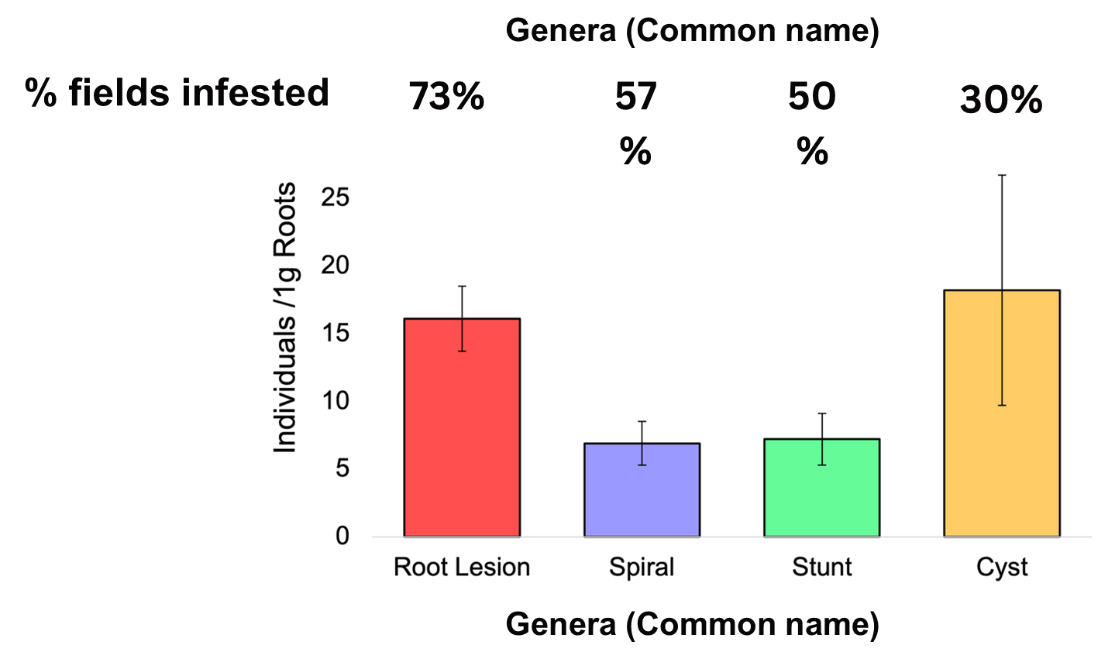 Genera (Common name)
% fields infested 73% 57 % 50 % 30%
Individuals /1g Roots
25
20
15
10
5
0
Root Lesion Spiral Stunt Cyst
Genera (Common name)